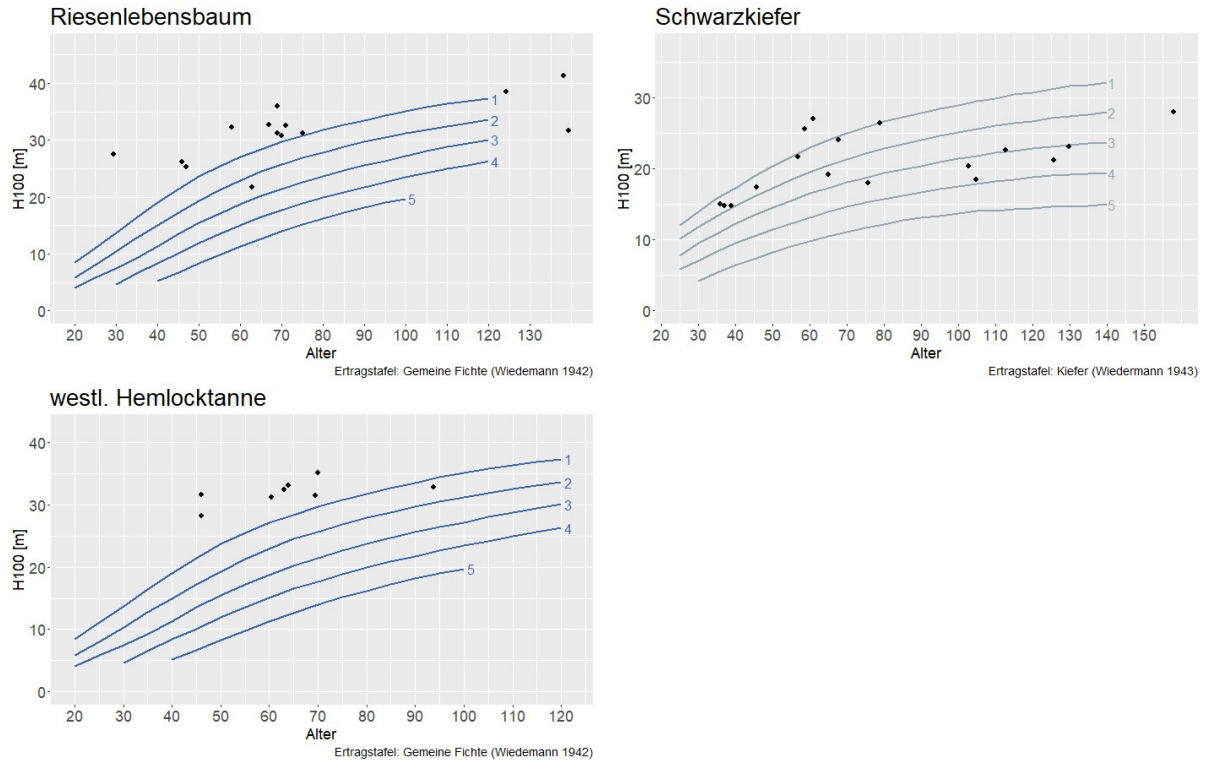 Riesenlebensbaum
H100 [m]
40
30
20
10
0
1
2
3
4
5
20 30 40 50 60 70 80 90 100 110 120 130
Alter
Ertragstafel: Gemeine Fichte (Wiedemann 1942)
Schwarzkiefer
H100 [m]
30
20
10
0
1
2
3
4
5
20 30 40 50 60 70 80 90 100 110 120 130 140 150
Alter
Ertragstafel: Kiefer (Wiedermann 1943)
westl. Hemlocktanne
H100 [m]
40
30
20
10
0
1
2
3
4
5
20 30 40 50 60 70 80 90 100 110 120
Alter
Ertragstafel: Gemeine Fichte (Wiedemann 1942)